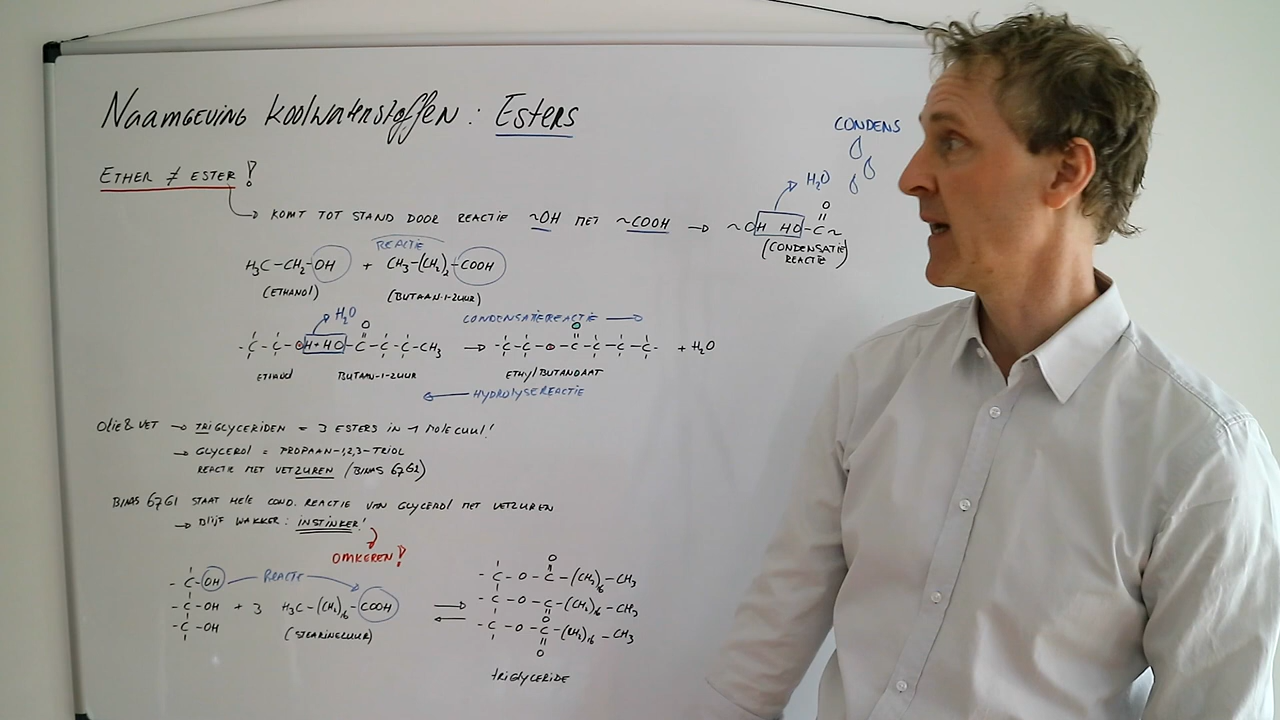 Naamgeving koolwaterstoffen: Esters
CONDENS
ETHER ≠ ESTER!
H₂O
→ KOMT TOT STAND DOOR REACTIE ~OH MET ~COOH → ~OH HO-C~
O
(CONDENSATIE REACTIE)
REACTIE
H₃C-CH₂-OH + CH₃-(CH₂)₂-COOH
(ETHANOL) (BUTAAN-1-ZUUR)
H₂O CONDENSATIEREACTIE →
O O
-C-C-OH + HO-C-C-C-CH₃ → -C-C-O-C-C-C-C- + H₂O
ETHANOL BUTAAN-1-ZUUR ETHYLBUTANOAAT
← HYDROLYSEREACTIE
OLIE & VET → TRIGLYCERIDEN = 3 ESTERS IN 1 MOLECUUL!
→ GLYCEROL = PROPAAN-1,2,3-TRIOL
REACTIE MET VETZUREN (BINAS 67G2)
BINAS 67G1 STAAT HELE COND. REACTIE VAN GLYCEROL MET VETZUREN
→ BLIJF WAKKER: INSTINKER!
OMKEREN!
-C-OH REACTIE -C-O-C-(CH₂)₁₆-CH₃
O
-C-OH + 3 H₃C-(CH₂)₁₆-COOH ⇄ -C-O-C-(CH₂)₁₆-CH₃
O
-C-OH (STEARINEZUUR) -C-O-C-(CH₂)₁₆-CH₃
O
TRIGLYCERIDE